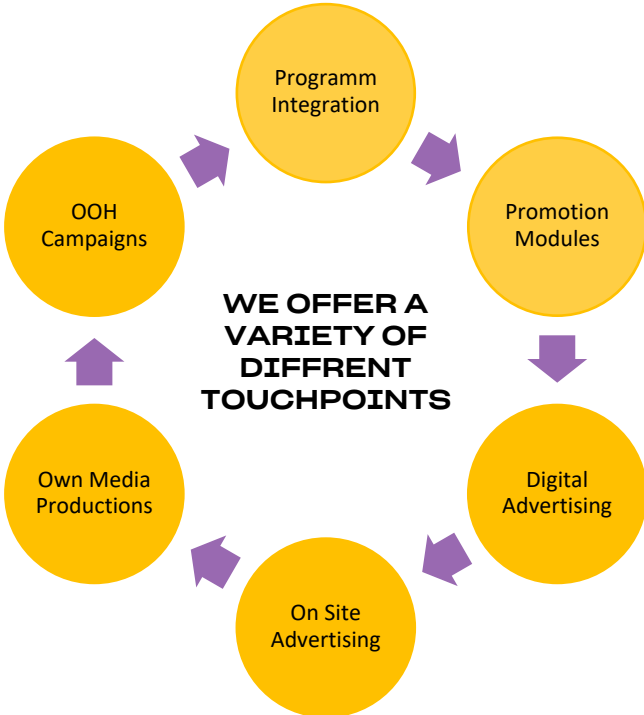 Programm
Integration
Promotion
Modules
Digital
Advertising
On Site
Advertising
Own Media
Productions
OOH
Campaigns
WE OFFER A
VARIETY OF
DIFFRENT
TOUCHPOINTS